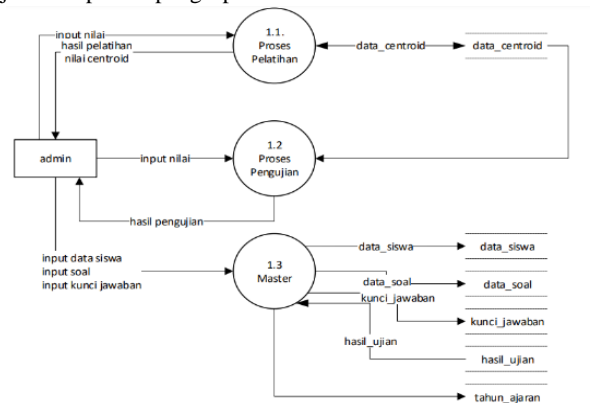 input nilai
hasil pelatihan
nilai centroid
1.1.
Proses
Pelatihan
data_centroid
data_centroid
admin
input nilai
1.2
Proses
Pengujian
hasil pengujian
input data siswa
input soal
input kunci jawaban
1.3
Master
data_siswa
data_siswa
data_soal
data_soal
kunci_jawaban
kunci_jawaban
hasil_ujian
hasil_ujian
tahun_ajaran